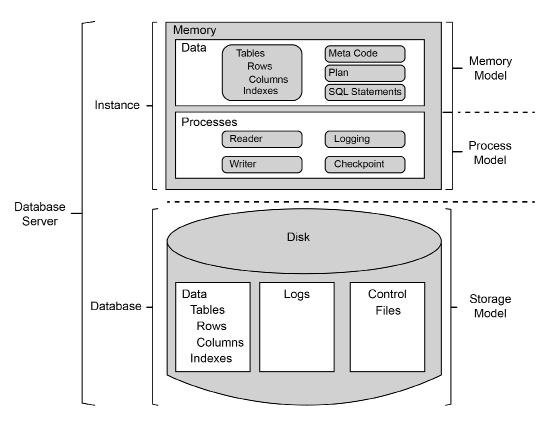 Memory
Data
Tables
Rows
Columns
Indexes
Meta Code
Plan
SQL Statements
Memory
Model
Instance
Processes
Reader
Logging
Writer
Checkpoint
Process
Model
Database
Server
Disk
Database
Data
Tables
Rows
Columns
Indexes
Logs
Control
Files
Storage
Model